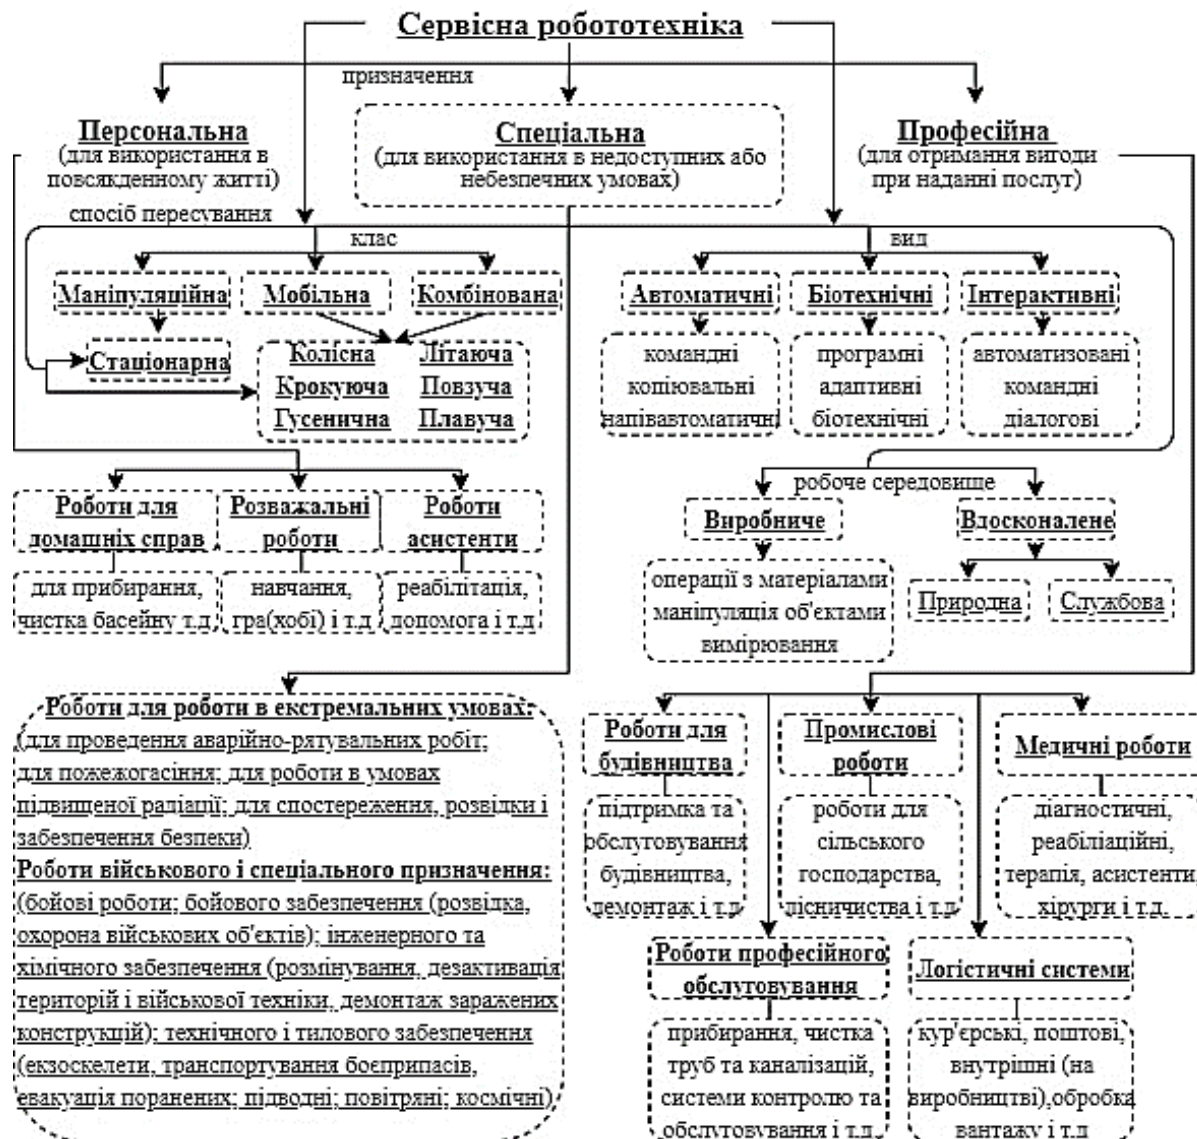 Сервісна робототехніка
призначення
Персональна
(для використання в
повсякденному житті)
Спеціальна
(для використання в недоступних або
небезпечних умовах)
Професійна
(для отримання вигоди
при наданні послуг)
спосіб пересування
клас
вид
Маніпуляційна
Мобільна
Комбінована
Автоматичні
Біотехнічні
Інтерактивні
Стаціонарна
Колісна
Літаюча
Крокуюча
Повзуча
Гусенична
Плавуча
командні
копіювальні
напівавтоматичні
програмні
адаптивні
біотехнічні
автоматизовані
командні
діалогові
робоче середовище
Роботи для
домашніх справ
Розважальні
роботи
Роботи
асистенти
для прибирання,
чистка басейну т.д
навчання,
гра(хобі) і т.д
реабілітація,
допомога і т.д
Виробниче
Вдосконалене
операції з матеріалами
маніпуляція об'єктами
вимірювання
Природна
Службова
Роботи для роботи в екстремальних умовах:
(для проведення аварійно-рятувальних робіт;
для пожежогасіння; для роботи в умовах
підвищеної радіації; для спостереження, розвідки і
забезпечення безпеки)
Роботи військового і спеціального призначення:
(бойові роботи; бойового забезпечення (розвідка,
охорона військових об'єктів); інженерного та
хімічного забезпечення (розмінування, дезактивація
територій і військової техніки, демонтаж заражених
конструкцій); технічного і тилового забезпечення
(екзоскелети, транспортування боєприпасів,
евакуація поранених; підводні; повітряні; космічні)
Роботи для
будівництва
Промислові
роботи
Медичні роботи
підтримка та
обслуговування
будівництва,
демонтаж і т.д
роботи для
сільського
господарства,
лісничиства і т.д
діагностичні,
реабіліаційні,
терапія, асистенти,
хірурги і т.д
Роботи професійного
обслуговування
Логістичні системи
прибирання, чистка
труб та каналізацій,
системи контролю та
обслуговування і т.д
кур'єрські, поштові,
внутрішні (на
виробництві),обробка
вантажу і т.д